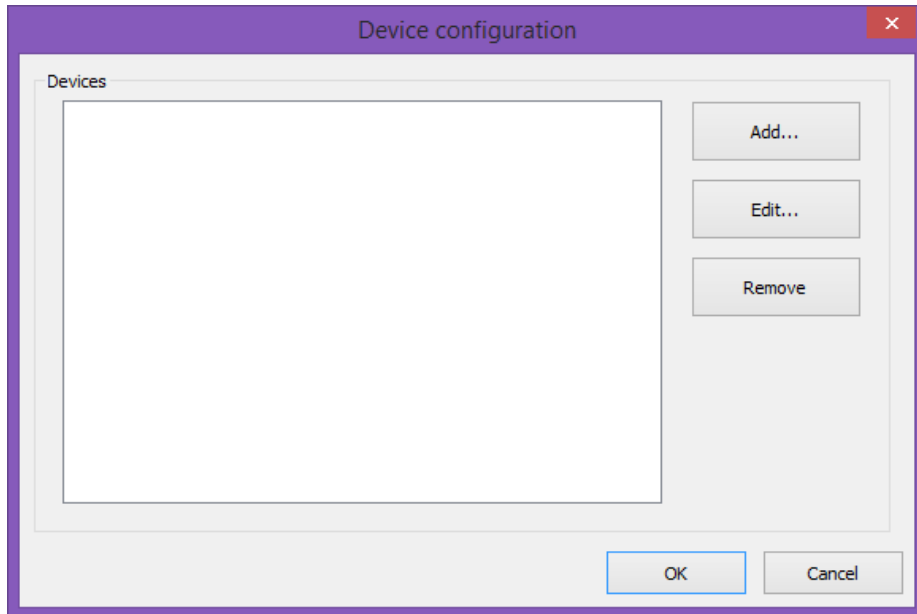 Device configuration
Devices
Add...
Edit...
Remove
OK
Cancel